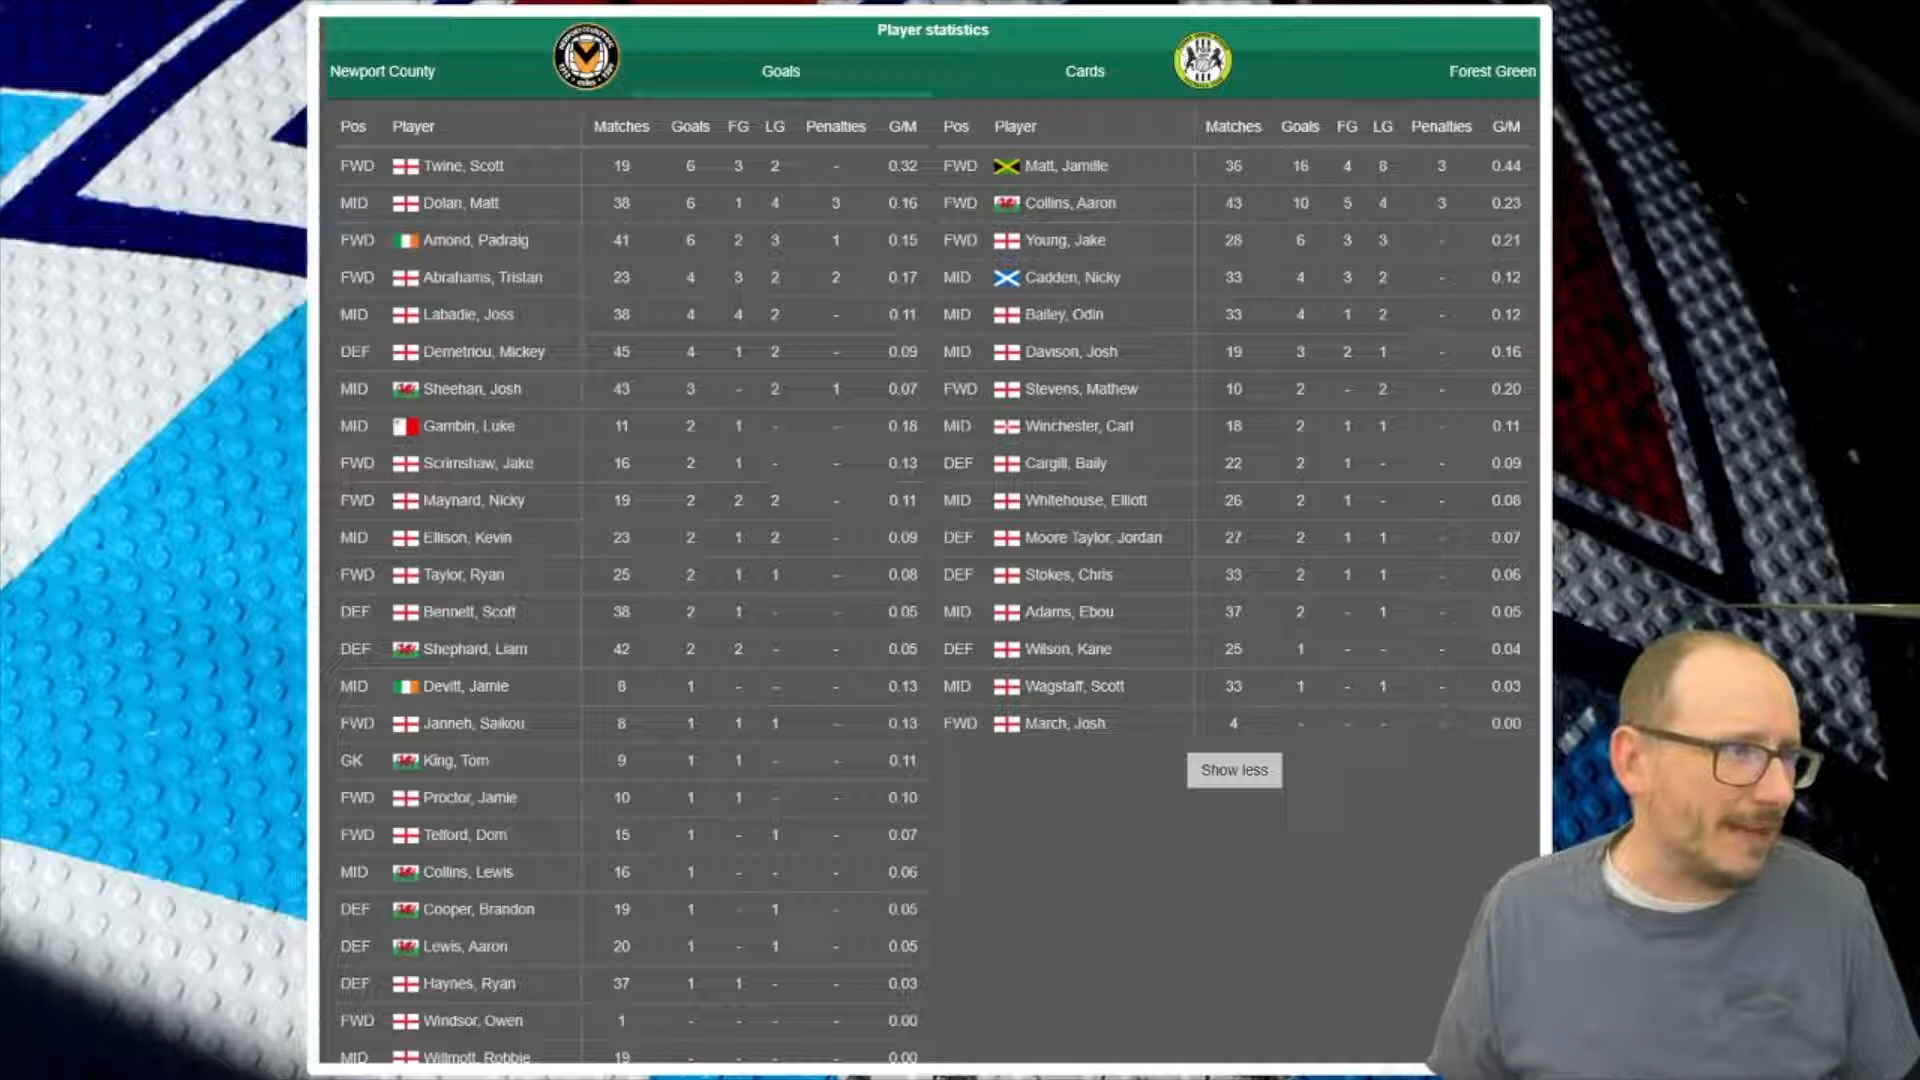 Player statistics
Newport County Goals Cards Forest Green
Pos Player Matches Goals FG LG Penalties G/M Pos Player Matches Goals FG LG Penalties G/M
FWD Twine, Scott 19 6 3 2 - 0.32 FWD Matt, Jamille 36 16 4 8 3 0.44
MID Dolan, Matt 38 6 1 4 3 0.16 FWD Collins, Aaron 43 10 5 4 3 0.23
FWD Amond, Padraig 41 6 2 3 1 0.15 FWD Young, Jake 28 6 3 3 - 0.21
FWD Abrahams, Tristan 23 4 3 2 2 0.17 MID Cadden, Nicky 33 4 3 2 - 0.12
MID Labadie, Joss 38 4 4 2 - 0.11 MID Bailey, Odin 33 4 1 2 - 0.12
DEF Demetriou, Mickey 45 4 1 2 - 0.09 MID Davison, Josh 19 3 2 1 - 0.16
MID Sheehan, Josh 43 3 - 2 1 0.07 FWD Stevens, Mathew 10 2 - 2 - 0.20
MID Gambin, Luke 11 2 1 - - 0.18 MID Winchester, Carl 18 2 1 1 - 0.11
FWD Scrimshaw, Jake 16 2 1 - - 0.13 DEF Cargill, Baily 22 2 1 - - 0.09
FWD Maynard, Nicky 19 2 2 2 - 0.11 MID Whitehouse, Elliott 26 2 1 - - 0.08
MID Ellison, Kevin 23 2 1 2 - 0.09 DEF Moore Taylor, Jordan 27 2 1 1 - 0.07
FWD Taylor, Ryan 25 2 1 1 - 0.08 DEF Stokes, Chris 33 2 1 1 - 0.06
DEF Bennett, Scott 38 2 1 - - 0.05 MID Adams, Ebou 37 2 - 1 - 0.05
DEF Shephard, Liam 42 2 2 - - 0.05 DEF Wilson, Kane 25 1 - - - 0.04
MID Devitt, Jamie 8 1 - - - 0.13 MID Wagstaff, Scott 33 1 - 1 - 0.03
FWD Janneh, Saikou 8 1 1 1 - 0.13 FWD March, Josh 4 - - - - 0.00
GK King, Tom 9 1 1 - - 0.11
Show less
FWD Proctor, Jamie 10 1 1 - - 0.10
FWD Telford, Dom 15 1 - 1 - 0.07
MID Collins, Lewis 16 1 - - - 0.06
DEF Cooper, Brandon 19 1 - 1 - 0.05
DEF Lewis, Aaron 20 1 - 1 - 0.05
DEF Haynes, Ryan 37 1 1 - - 0.03
FWD Windsor, Owen 1 - - - - 0.00
MID Willmott, Robbie 19 - - - - 0.00